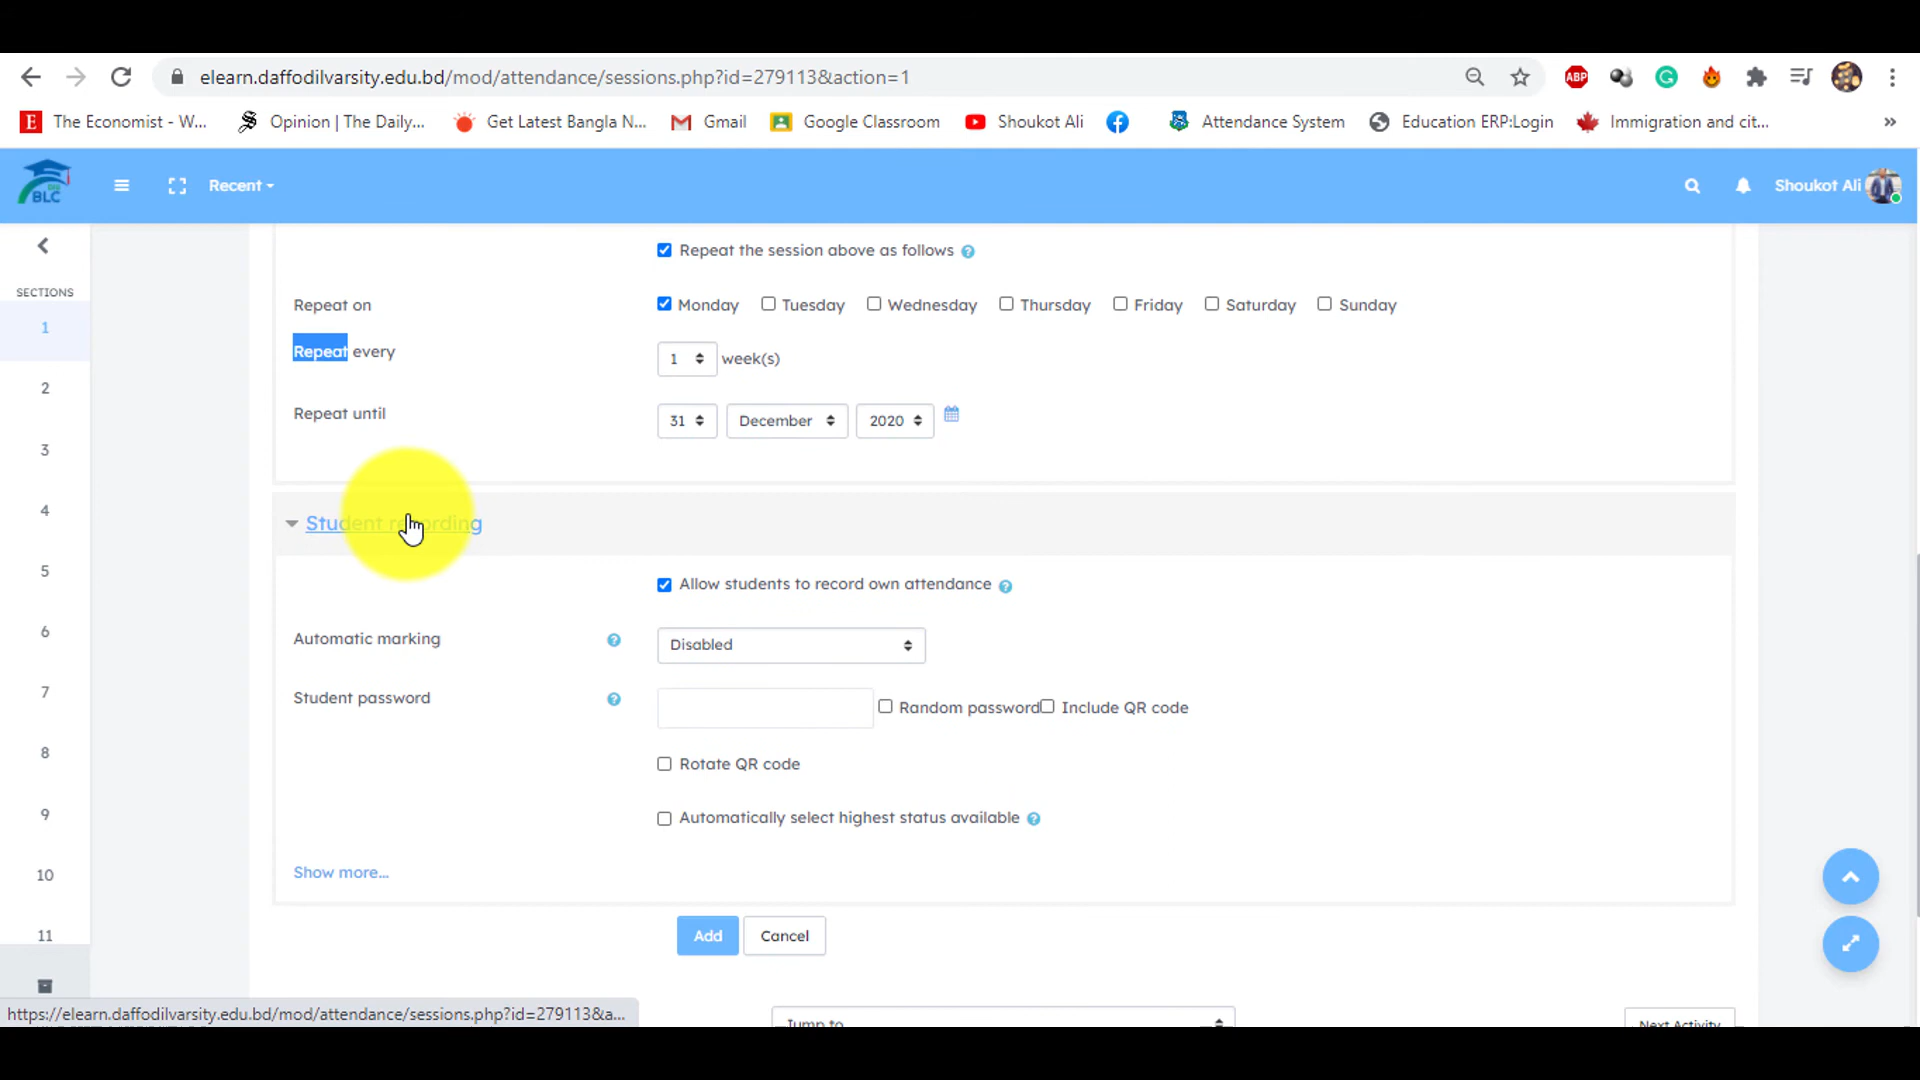 elearn.daffodilvarsity.edu.bd/mod/attendance/sessions.php?id=279113&action=1
ABP
E The Economist - W... Opinion | The Daily... Get Latest Bangla N... Gmail Google Classroom Shoukot Ali Attendance System Education ERP:Login Immigration and cit... »
BLC Recent Shoukot Ali
Repeat the session above as follows
SECTIONS
Repeat on Monday Tuesday Wednesday Thursday Friday Saturday Sunday
1
Repeat every 1 week(s)
2
Repeat until 31 December 2020
3
4
Student recording
5
Allow students to record own attendance
6
Automatic marking Disabled
7
Student password Random password Include QR code
8
Rotate QR code
9
Automatically select highest status available
10
Show more...
11
Add Cancel
https://elearn.daffodilvarsity.edu.bd/mod/attendance/sessions.php?id=279113&a...
Jump to
Next Activity